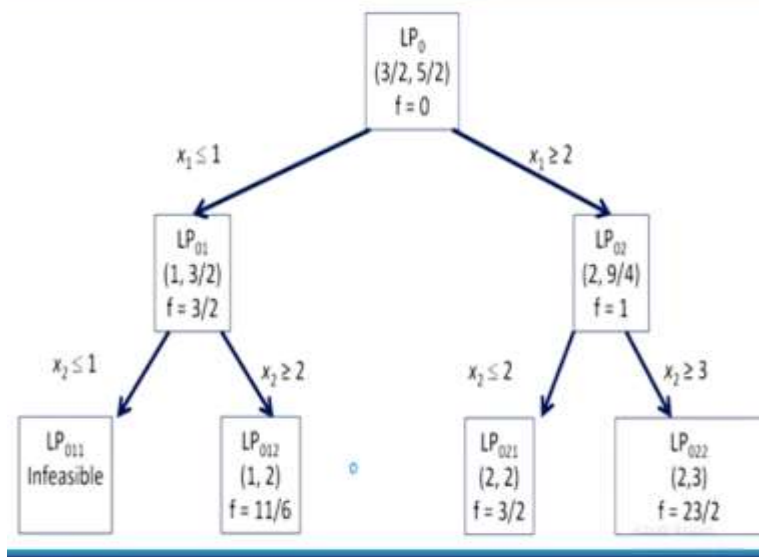 LP₀
(3/2, 5/2)
f = 0
x₁ ≤ 1
x₁ ≥ 2
LP₀₁
(1, 3/2)
f = 3/2
LP₀₂
(2, 9/4)
f = 1
x₂ ≤ 1
x₂ ≥ 2
x₂ ≤ 2
x₂ ≥ 3
LP₀₁₁
Infeasible
LP₀₁₂
(1, 2)
f = 11/6
LP₀₂₁
(2, 2)
f = 3/2
LP₀₂₂
(2,3)
f = 23/2